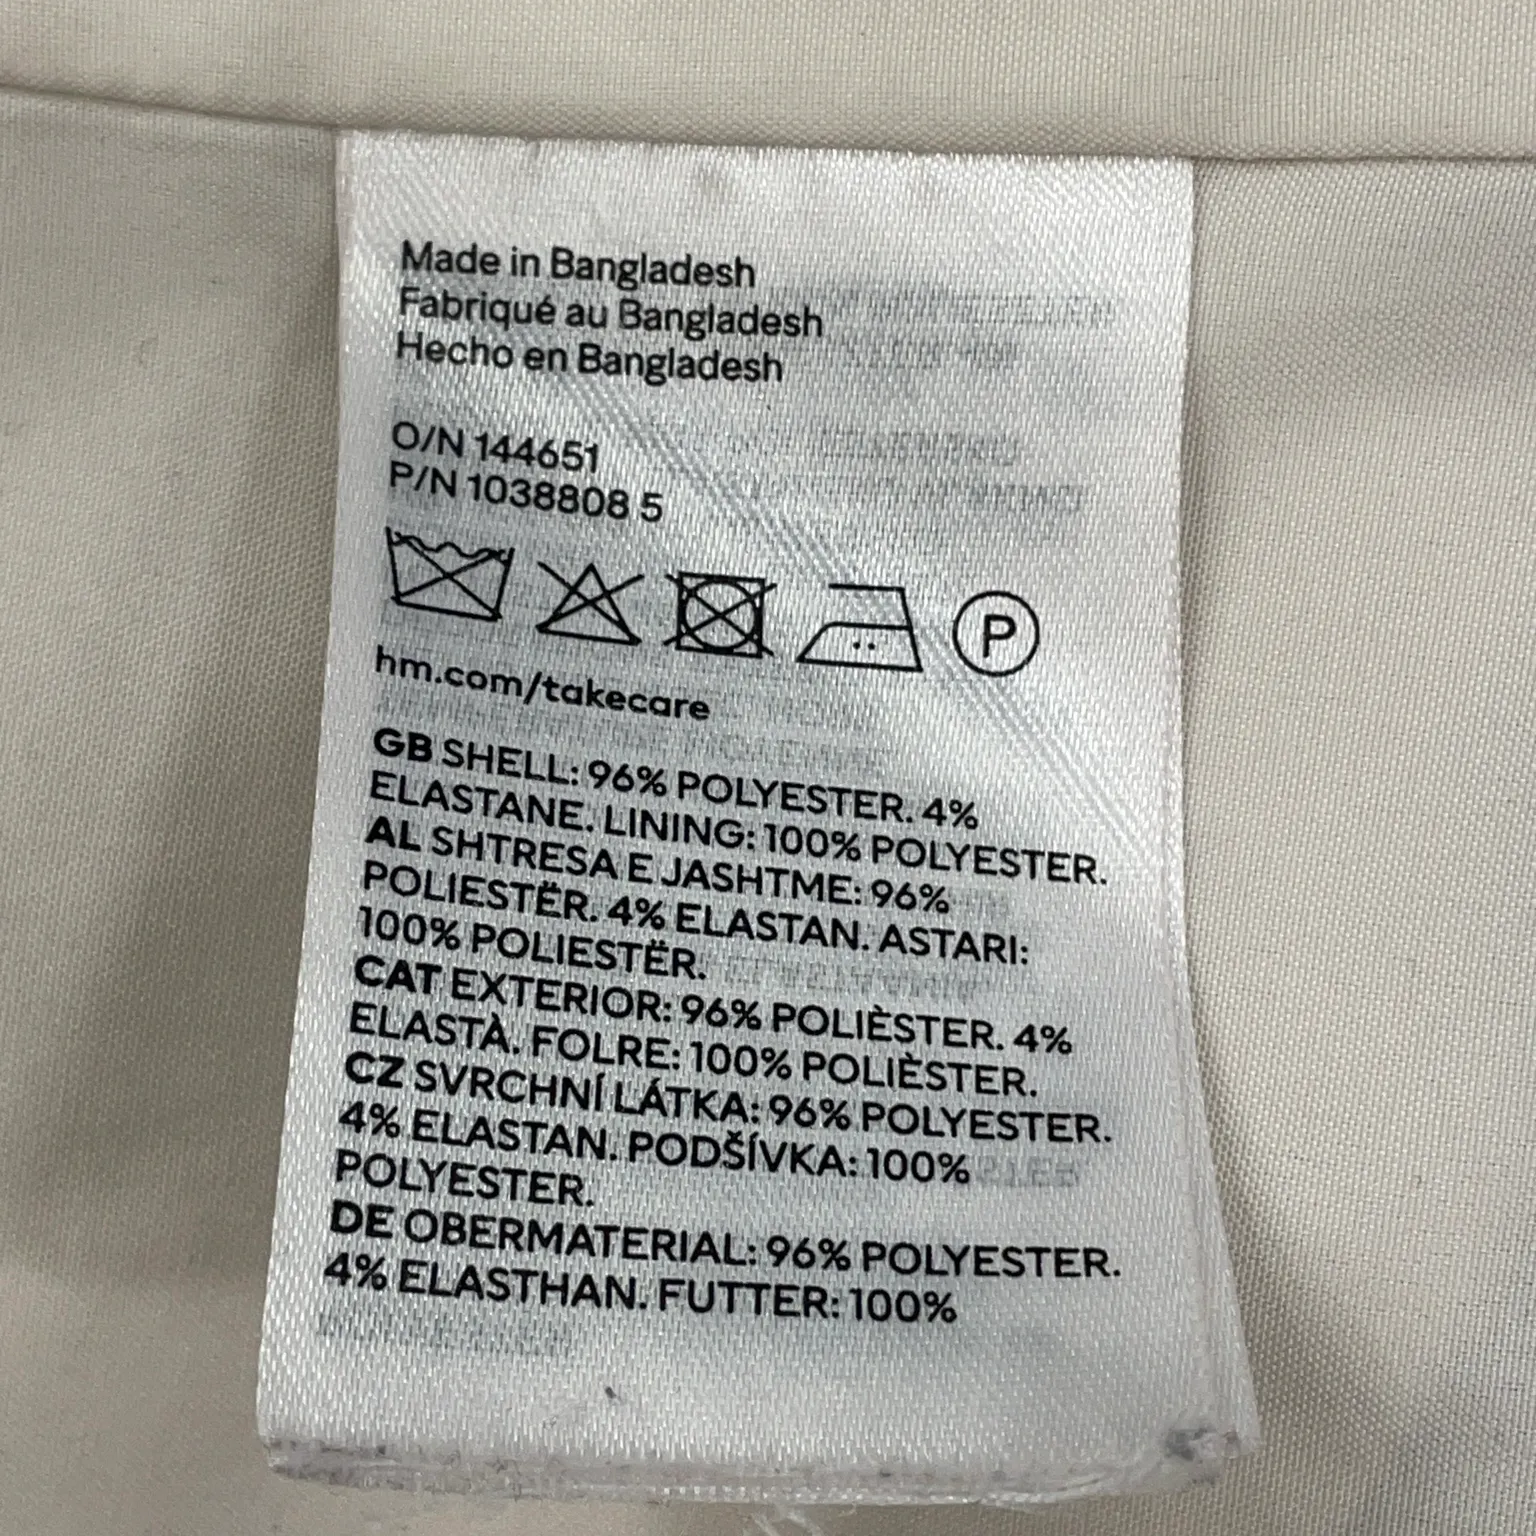 Made in Bangladesh
Fabriqué au Bangladesh
Hecho en Bangladesh
O/N 144651
P/N 1038808 5
P
hm.com/takecare
GB SHELL: 96% POLYESTER. 4%
ELASTANE. LINING: 100% POLYESTER.
AL SHTRESA E JASHTME: 96%
POLIESTËR. 4% ELASTAN. ASTARI:
100% POLIESTËR.
CAT EXTERIOR: 96% POLIÈSTER. 4%
ELASTÀ. FOLRE: 100% POLIÈSTER.
CZ SVRCHNÍ LÁTKA: 96% POLYESTER.
4% ELASTAN. PODŠÍVKA: 100%
POLYESTER.
DE OBERMATERIAL: 96% POLYESTER.
4% ELASTHAN. FUTTER: 100%